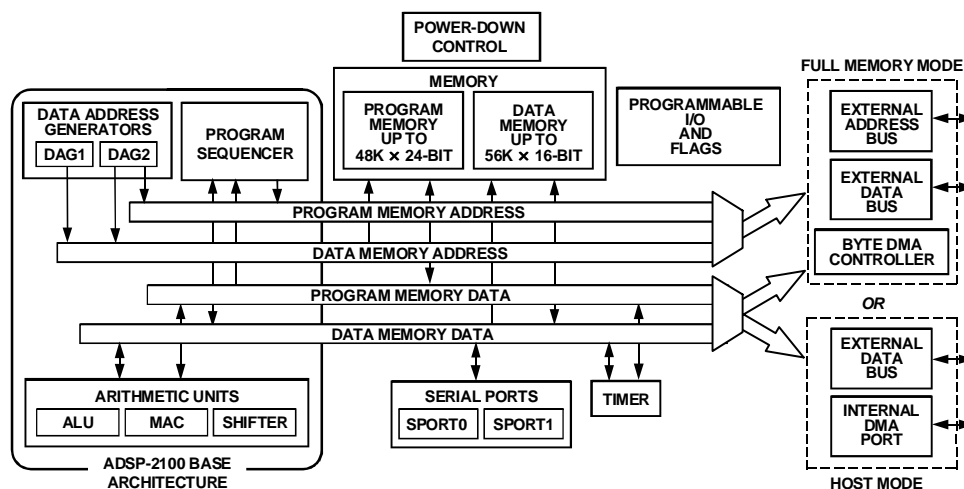 POWER-DOWN
CONTROL
MEMORY
PROGRAM
MEMORY
UP TO
48K × 24-BIT
DATA
MEMORY
UP TO
56K × 16-BIT
PROGRAMMABLE
I/O
AND
FLAGS
DATA ADDRESS
GENERATORS
DAG1
DAG2
PROGRAM
SEQUENCER
PROGRAM MEMORY ADDRESS
DATA MEMORY ADDRESS
PROGRAM MEMORY DATA
DATA MEMORY DATA
ARITHMETIC UNITS
ALU
MAC
SHIFTER
ADSP-2100 BASE
ARCHITECTURE
SERIAL PORTS
SPORT0
SPORT1
TIMER
FULL MEMORY MODE
EXTERNAL
ADDRESS
BUS
EXTERNAL
DATA
BUS
BYTE DMA
CONTROLLER
OR
EXTERNAL
DATA
BUS
INTERNAL
DMA
PORT
HOST MODE